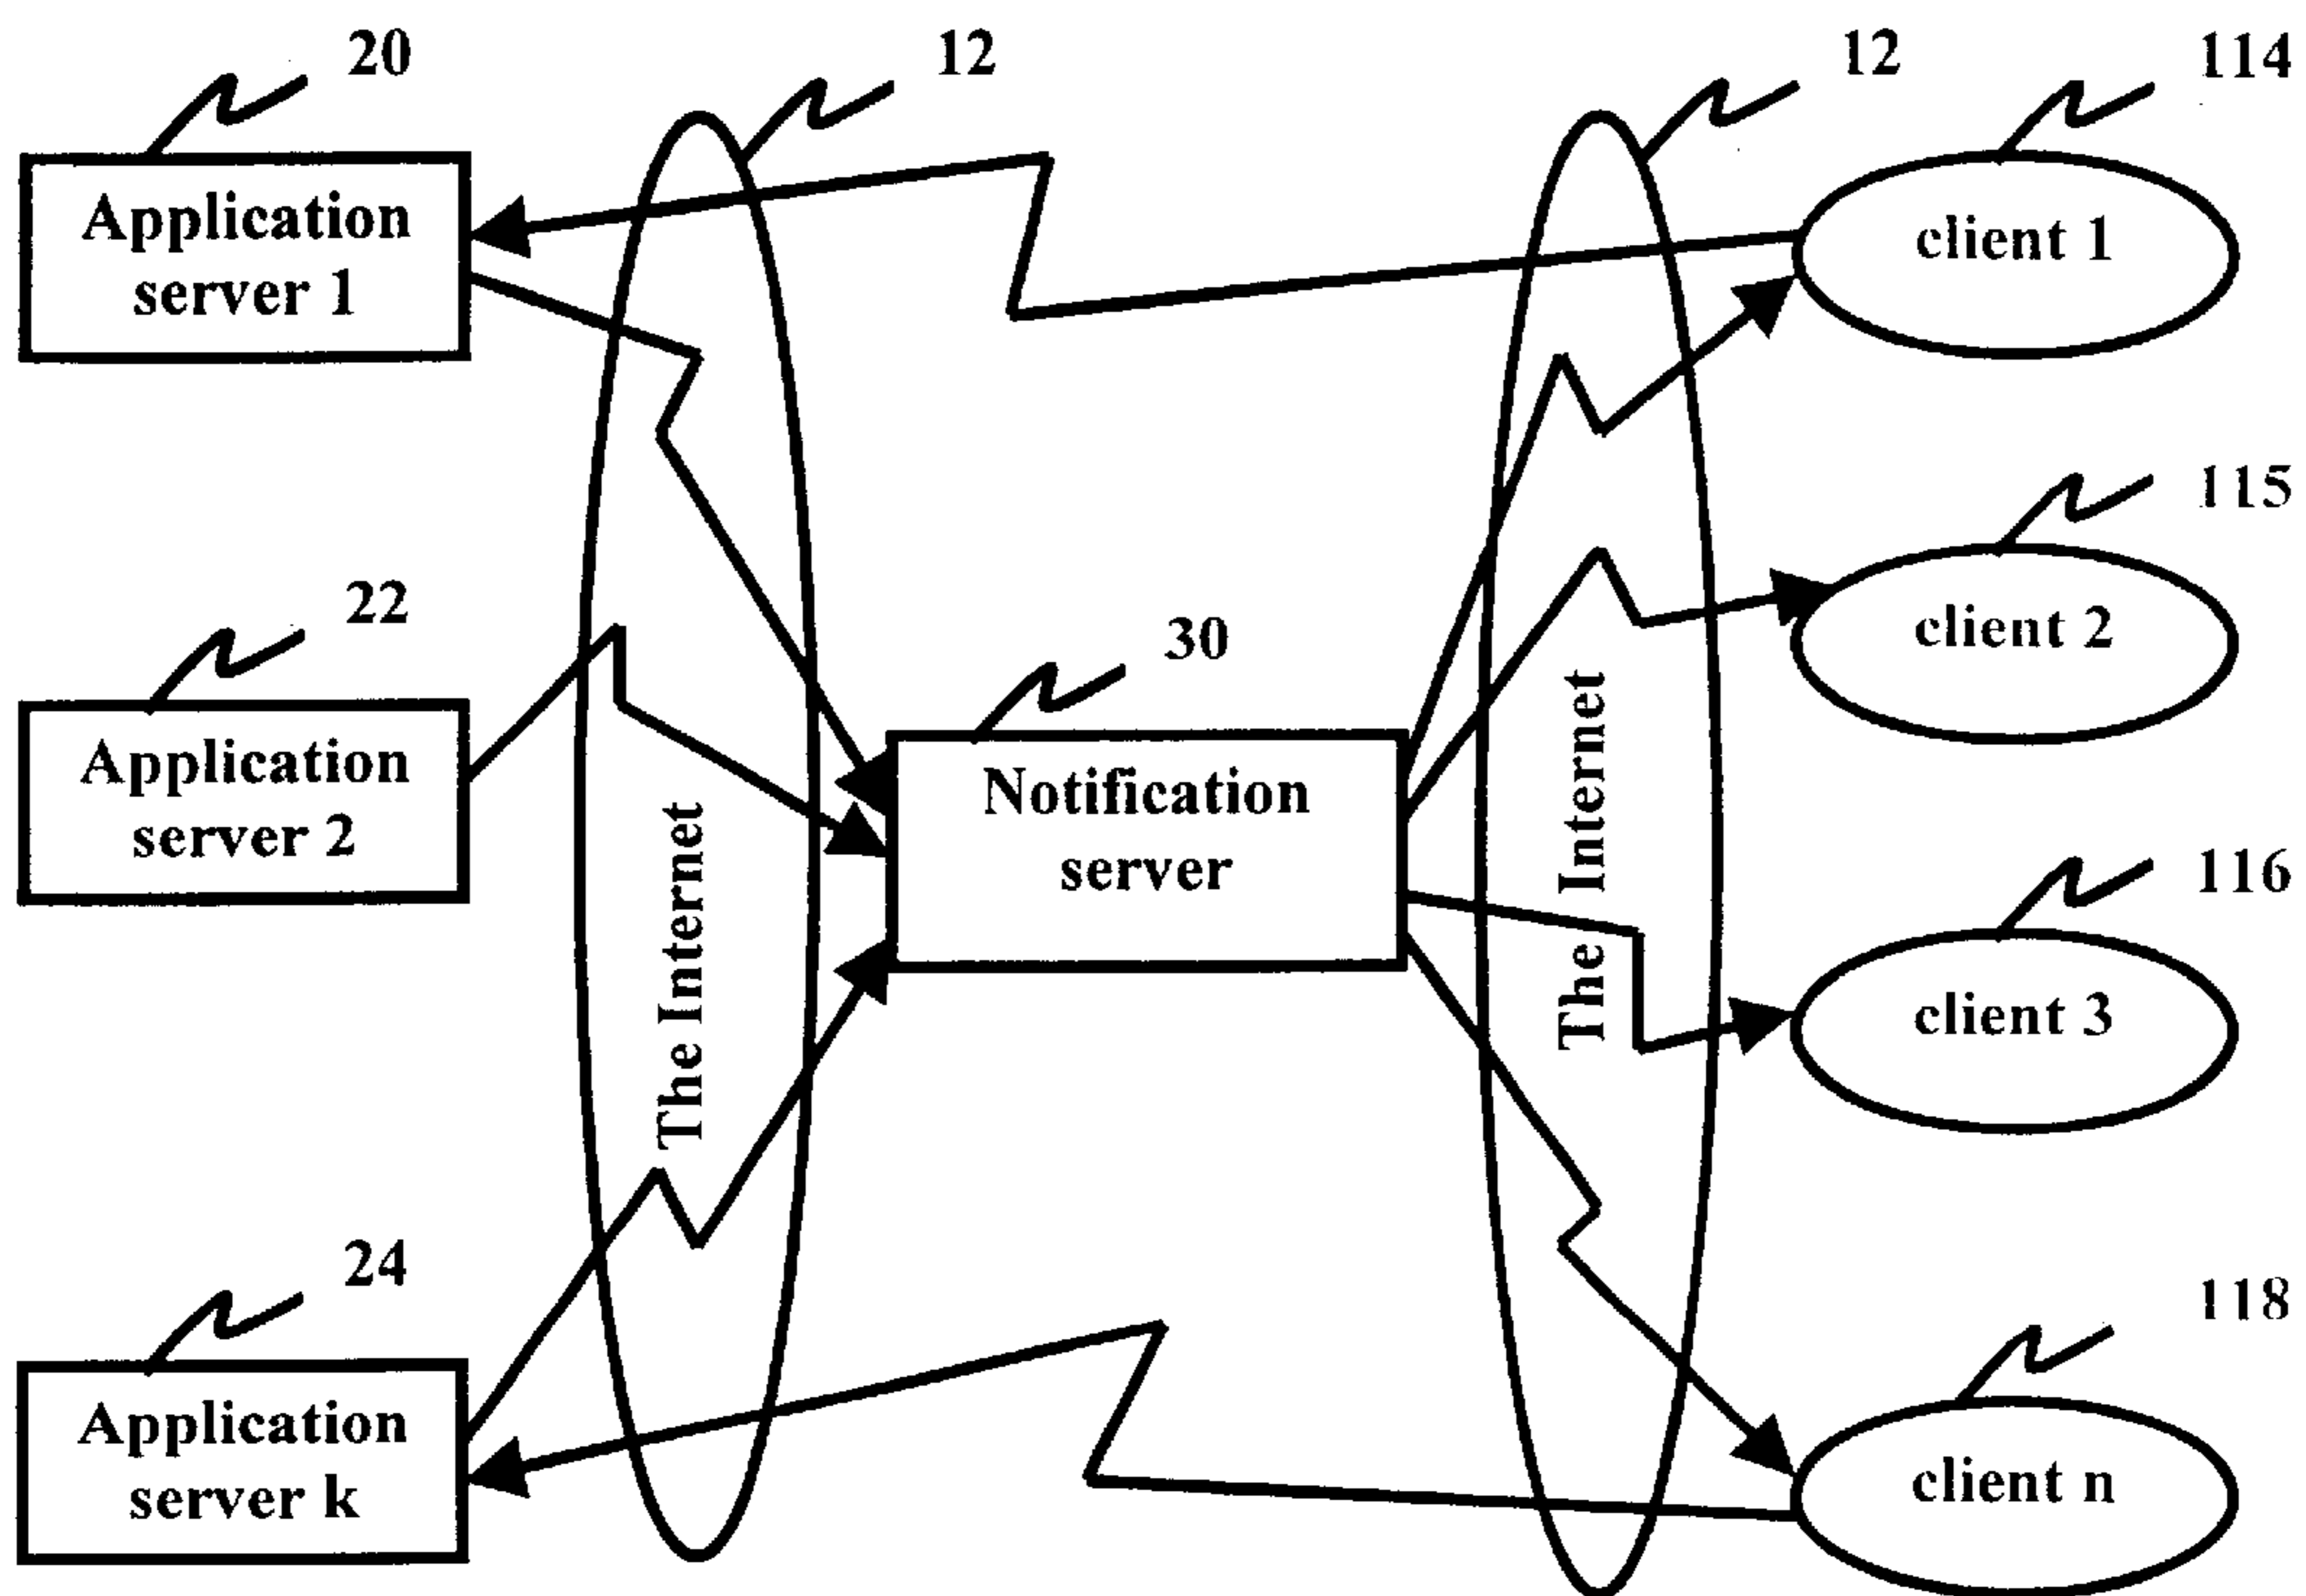 20
12
12
114
Application
server 1
client 1
115
22
30
client 2
Application
server 2
Notification
server
The Internet
The Internet
116
client 3
24
118
Application
server k
client n